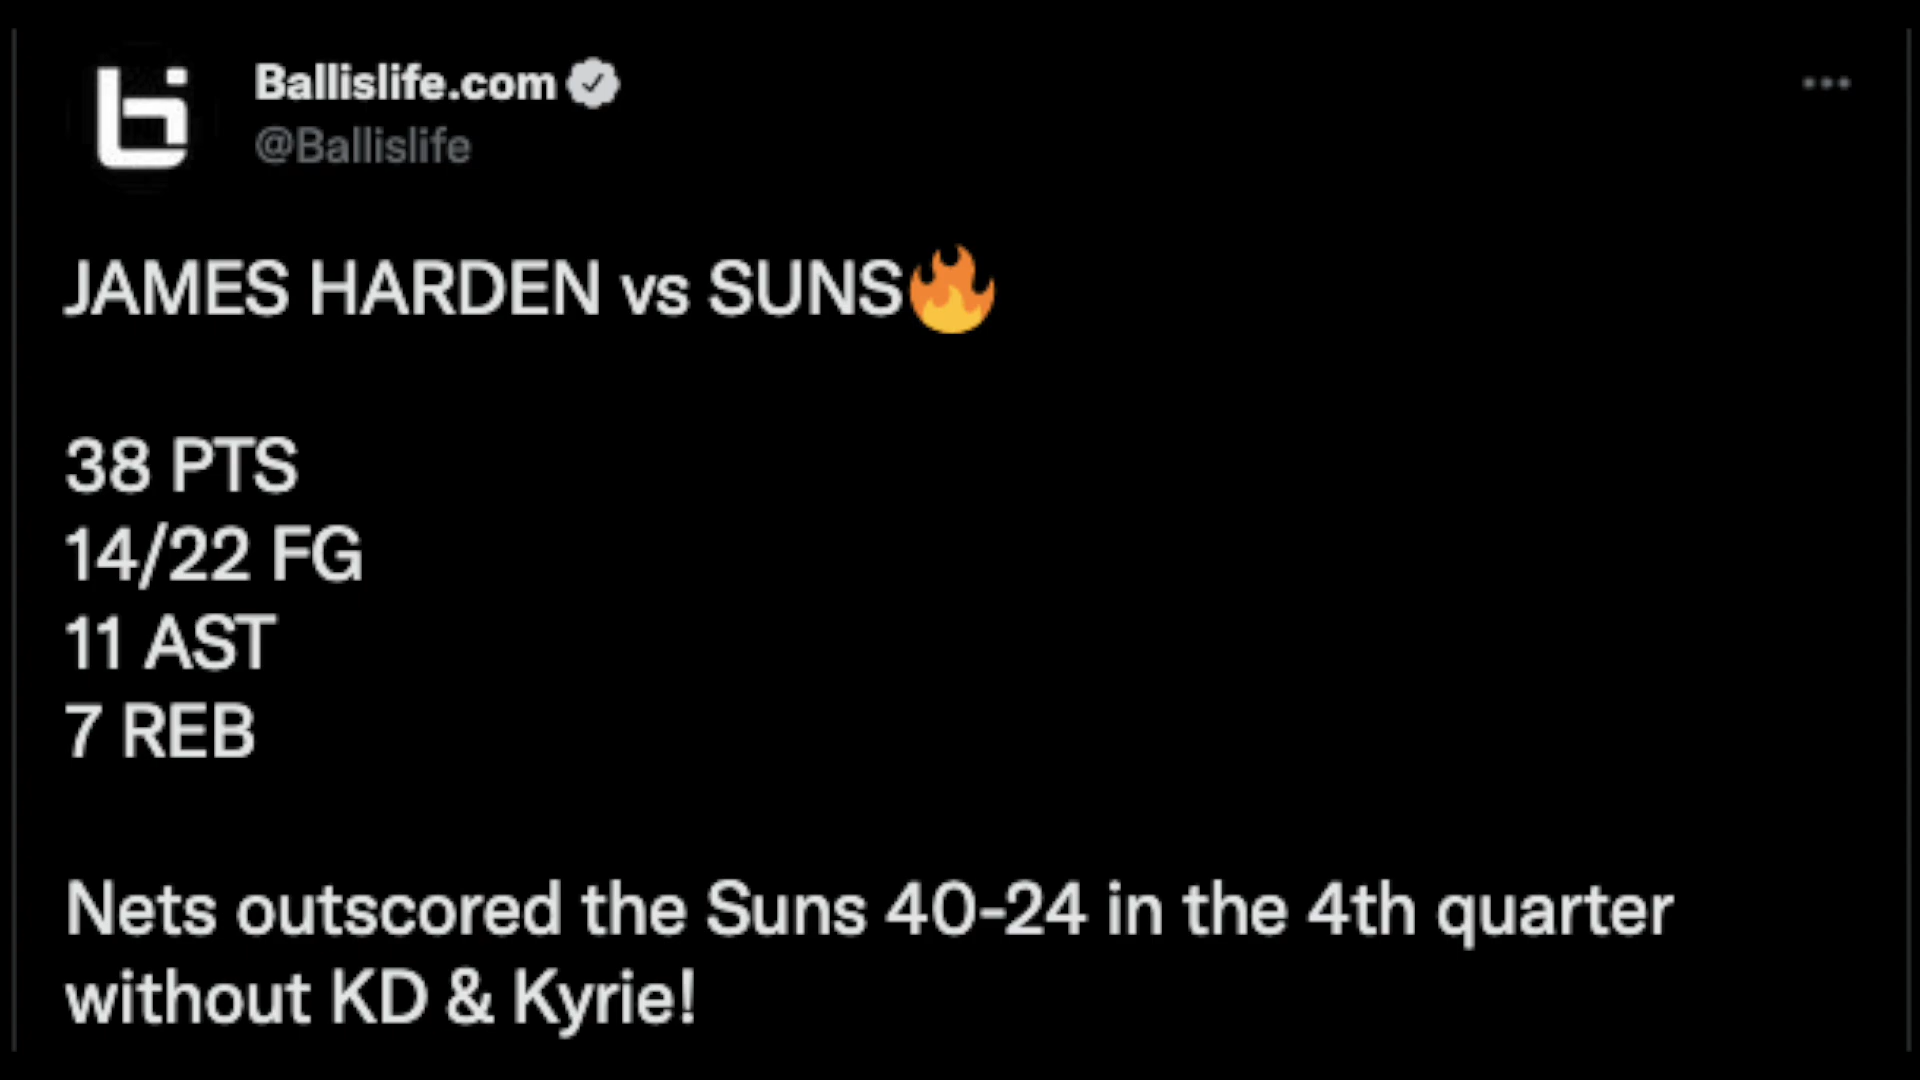 Ballislife.com
@Ballislife
JAMES HARDEN vs SUNS🔥
38 PTS
14/22 FG
11 AST
7 REB
Nets outscored the Suns 40-24 in the 4th quarter
without KD & Kyrie!